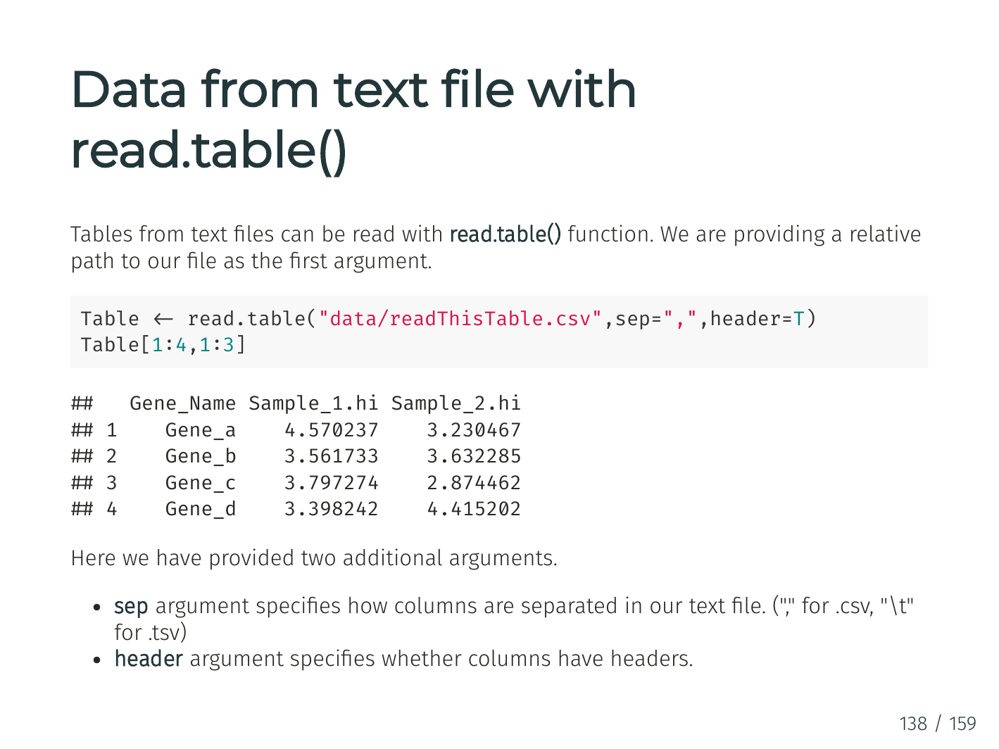 Data from text file with
read.table()
Tables from text files can be read with read.table() function. We are providing a relative
path to our file as the first argument.
Table <- read.table("data/readThisTable.csv",sep=",",header=T)
Table[1:4,1:3]
##   Gene_Name Sample_1.hi Sample_2.hi
## 1    Gene_a    4.570237    3.230467
## 2    Gene_b    3.561733    3.632285
## 3    Gene_c    3.797274    2.874462
## 4    Gene_d    3.398242    4.415202
Here we have provided two additional arguments.
• sep argument specifies how columns are separated in our text file. ("," for .csv, "\t"
for .tsv)
• header argument specifies whether columns have headers.
138 / 159